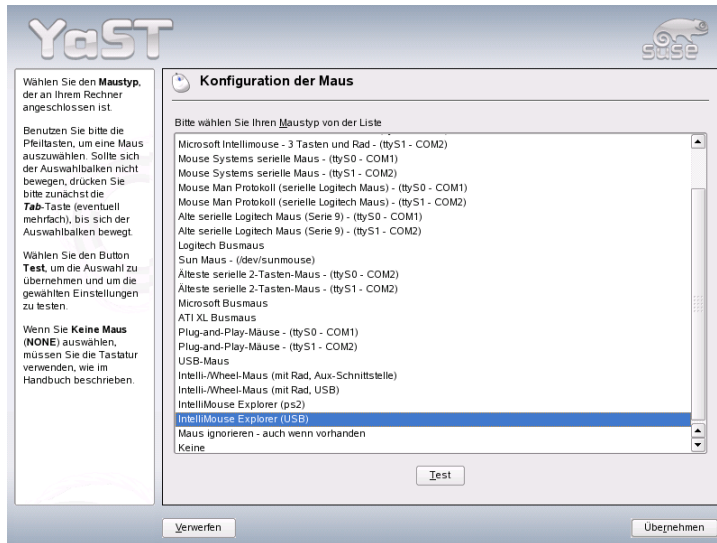 YaST
SUSE
Wählen Sie den Maustyp,
der an Ihrem Rechner
angeschlossen ist.
Benutzen Sie bitte die
Pfeiltasten, um eine Maus
auszuwählen. Sollte sich
der Auswahlbalken nicht
bewegen, drücken Sie
bitte zunächst die
Tab-Taste (eventuell
mehrfach), bis sich der
Auswahlbalken bewegt.
Wählen Sie den Button
Test, um die Auswahl zu
übernehmen und um die
gewählten Einstellungen
zu testen.
Wenn Sie Keine Maus
(NONE) auswählen,
müssen Sie die Tastatur
verwenden, wie im
Handbuch beschrieben.
Konfiguration der Maus
Bitte wählen Sie Ihren Maustyp von der Liste
Microsoft Intellimouse - 3 Tasten und Rad - (ttyS1 - COM2)
Mouse Systems serielle Maus - (ttyS0 - COM1)
Mouse Systems serielle Maus - (ttyS1 - COM2)
Mouse Man Protokoll (serielle Logitech Maus) - (ttyS0 - COM1)
Mouse Man Protokoll (serielle Logitech Maus) - (ttyS1 - COM2)
Alte serielle Logitech Maus (Serie 9) - (ttyS0 - COM1)
Alte serielle Logitech Maus (Serie 9) - (ttyS1 - COM2)
Logitech Busmaus
Sun Maus - (/dev/sunmouse)
Älteste serielle 2-Tasten-Maus - (ttyS0 - COM2)
Älteste serielle 2-Tasten-Maus - (ttyS1 - COM2)
Microsoft Busmaus
ATI XL Busmaus
Plug-and-Play-Mäuse - (ttyS0 - COM1)
Plug-and-Play-Mäuse - (ttyS1 - COM2)
USB-Maus
Intelli-/Wheel-Maus (mit Rad, Aux-Schnittstelle)
Intelli-/Wheel-Maus (mit Rad, USB)
IntelliMouse Explorer (ps2)
IntelliMouse Explorer (USB)
Maus ignorieren - auch wenn vorhanden
Keine
Test
Verwerfen
Übernehmen